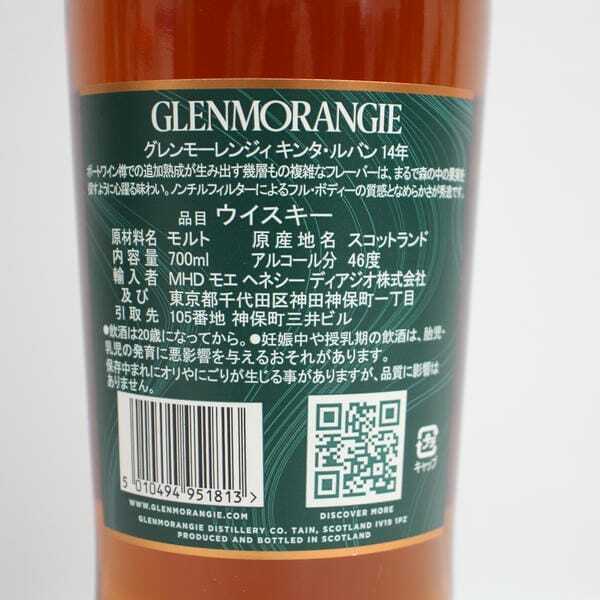 GLENMORANGIE
グレンモーレンジィ キンタ・ルバン 14年
ポートワイン樽での追加熟成が生み出す幾層もの複雑なフレーバーは、まるで森の中の果実を
探すように心躍る味わい。ノンチルフィルターによるフル・ボディーの質感となめらかさが秀逸です。
品目 ウイスキー
原材料名 モルト 原産地名 スコットランド
内容量 700ml アルコール分 46度
輸入者 MHD モエ ヘネシー ディアジオ株式会社
及び 東京都千代田区神田神保町一丁目
引取先 105番地 神保町三井ビル
●飲酒は20歳になってから。●妊娠中や授乳期の飲酒は、胎児・
乳児の発育に悪影響を与えるおそれがあります。
保存中まれにオリやにごりが生じる事がありますが、品質に影響は
ありません。
5 010494 951813 >
キャップ
WWW.GLENMORANGIE.COM
DISCOVER MORE
GLENMORANGIE DISTILLERY CO. TAIN, SCOTLAND IV19 1PZ
PRODUCED AND BOTTLED IN SCOTLAND